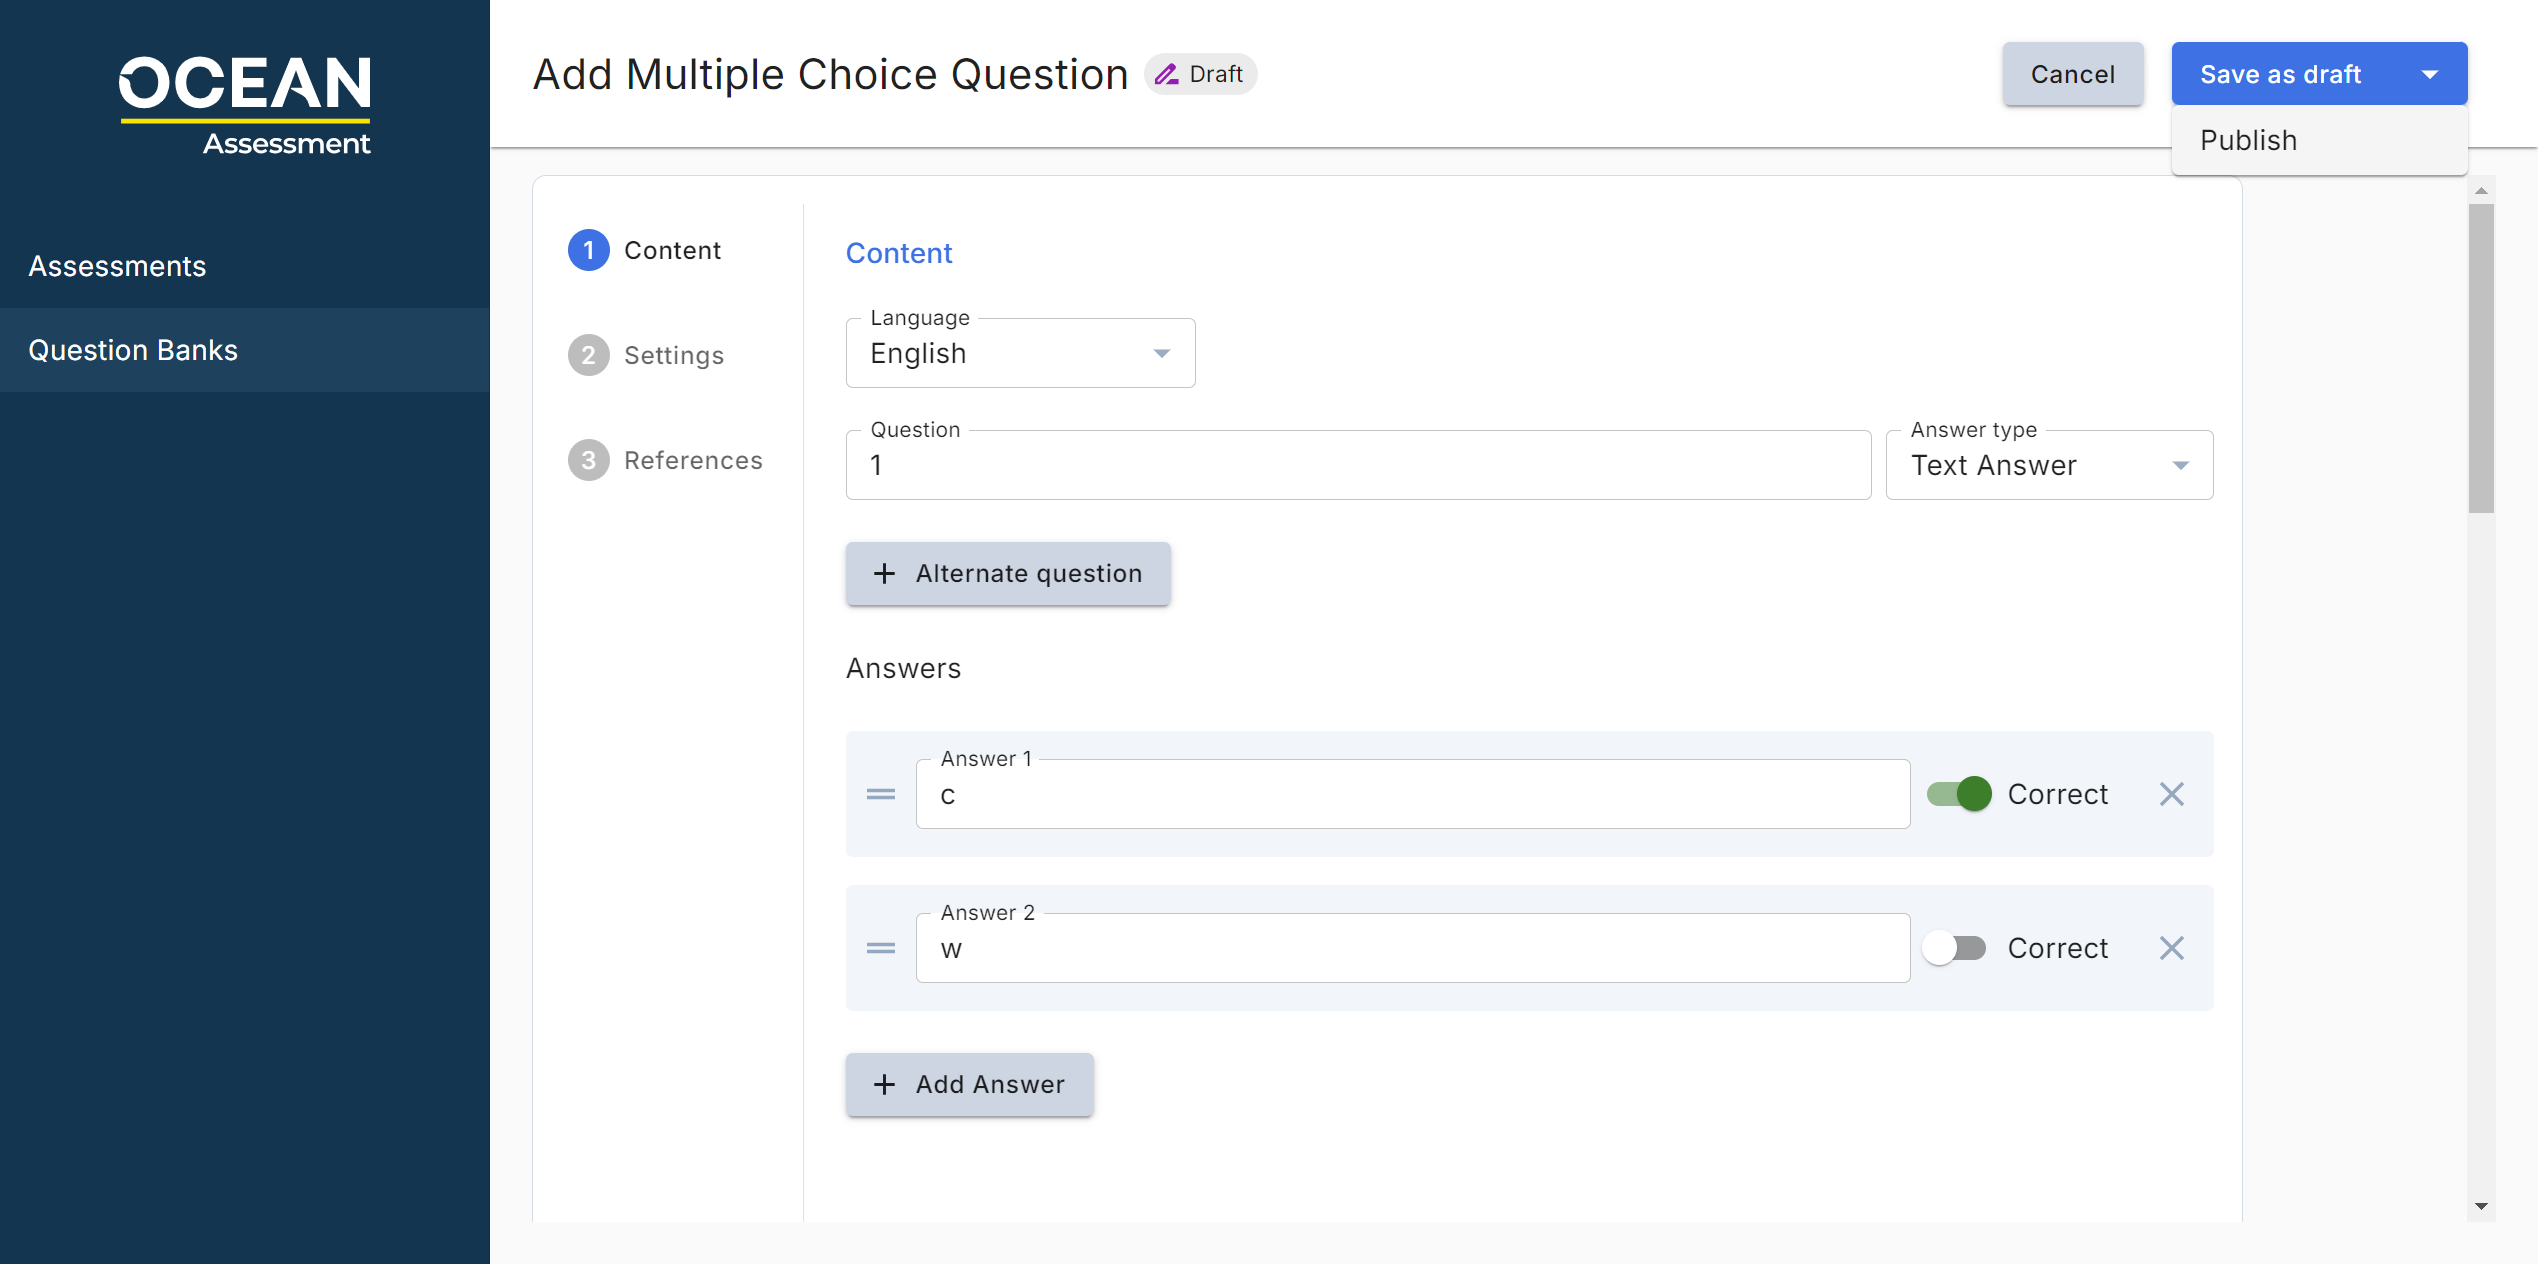 OCEAN
Assessment
Assessments
Question Banks
Add Multiple Choice Question
Draft
Cancel
Save as draft
Publish
1 Content
2 Settings
3 References
Content
Language
English
Question
1
Answer type
Text Answer
Alternate question
Answers
Answer 1
c
Correct
Answer 2
w
Correct
Add Answer